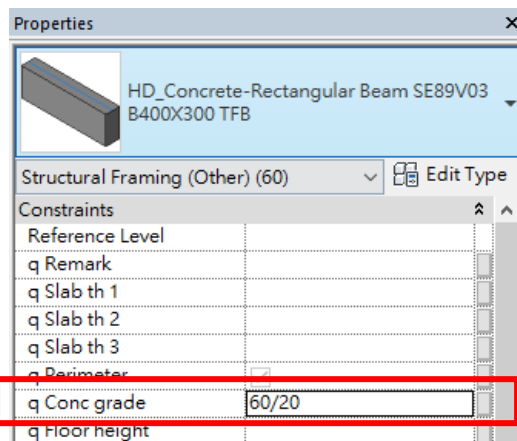 Properties
HD_Concrete-Rectangular Beam SE89V03
B400X300 TFB
Structural Framing (Other) (60)
Edit Type
Constraints
Reference Level
q Remark
q Slab th 1
q Slab th 2
q Slab th 3
q Perimeter
q Conc grade 60/20
q Floor height